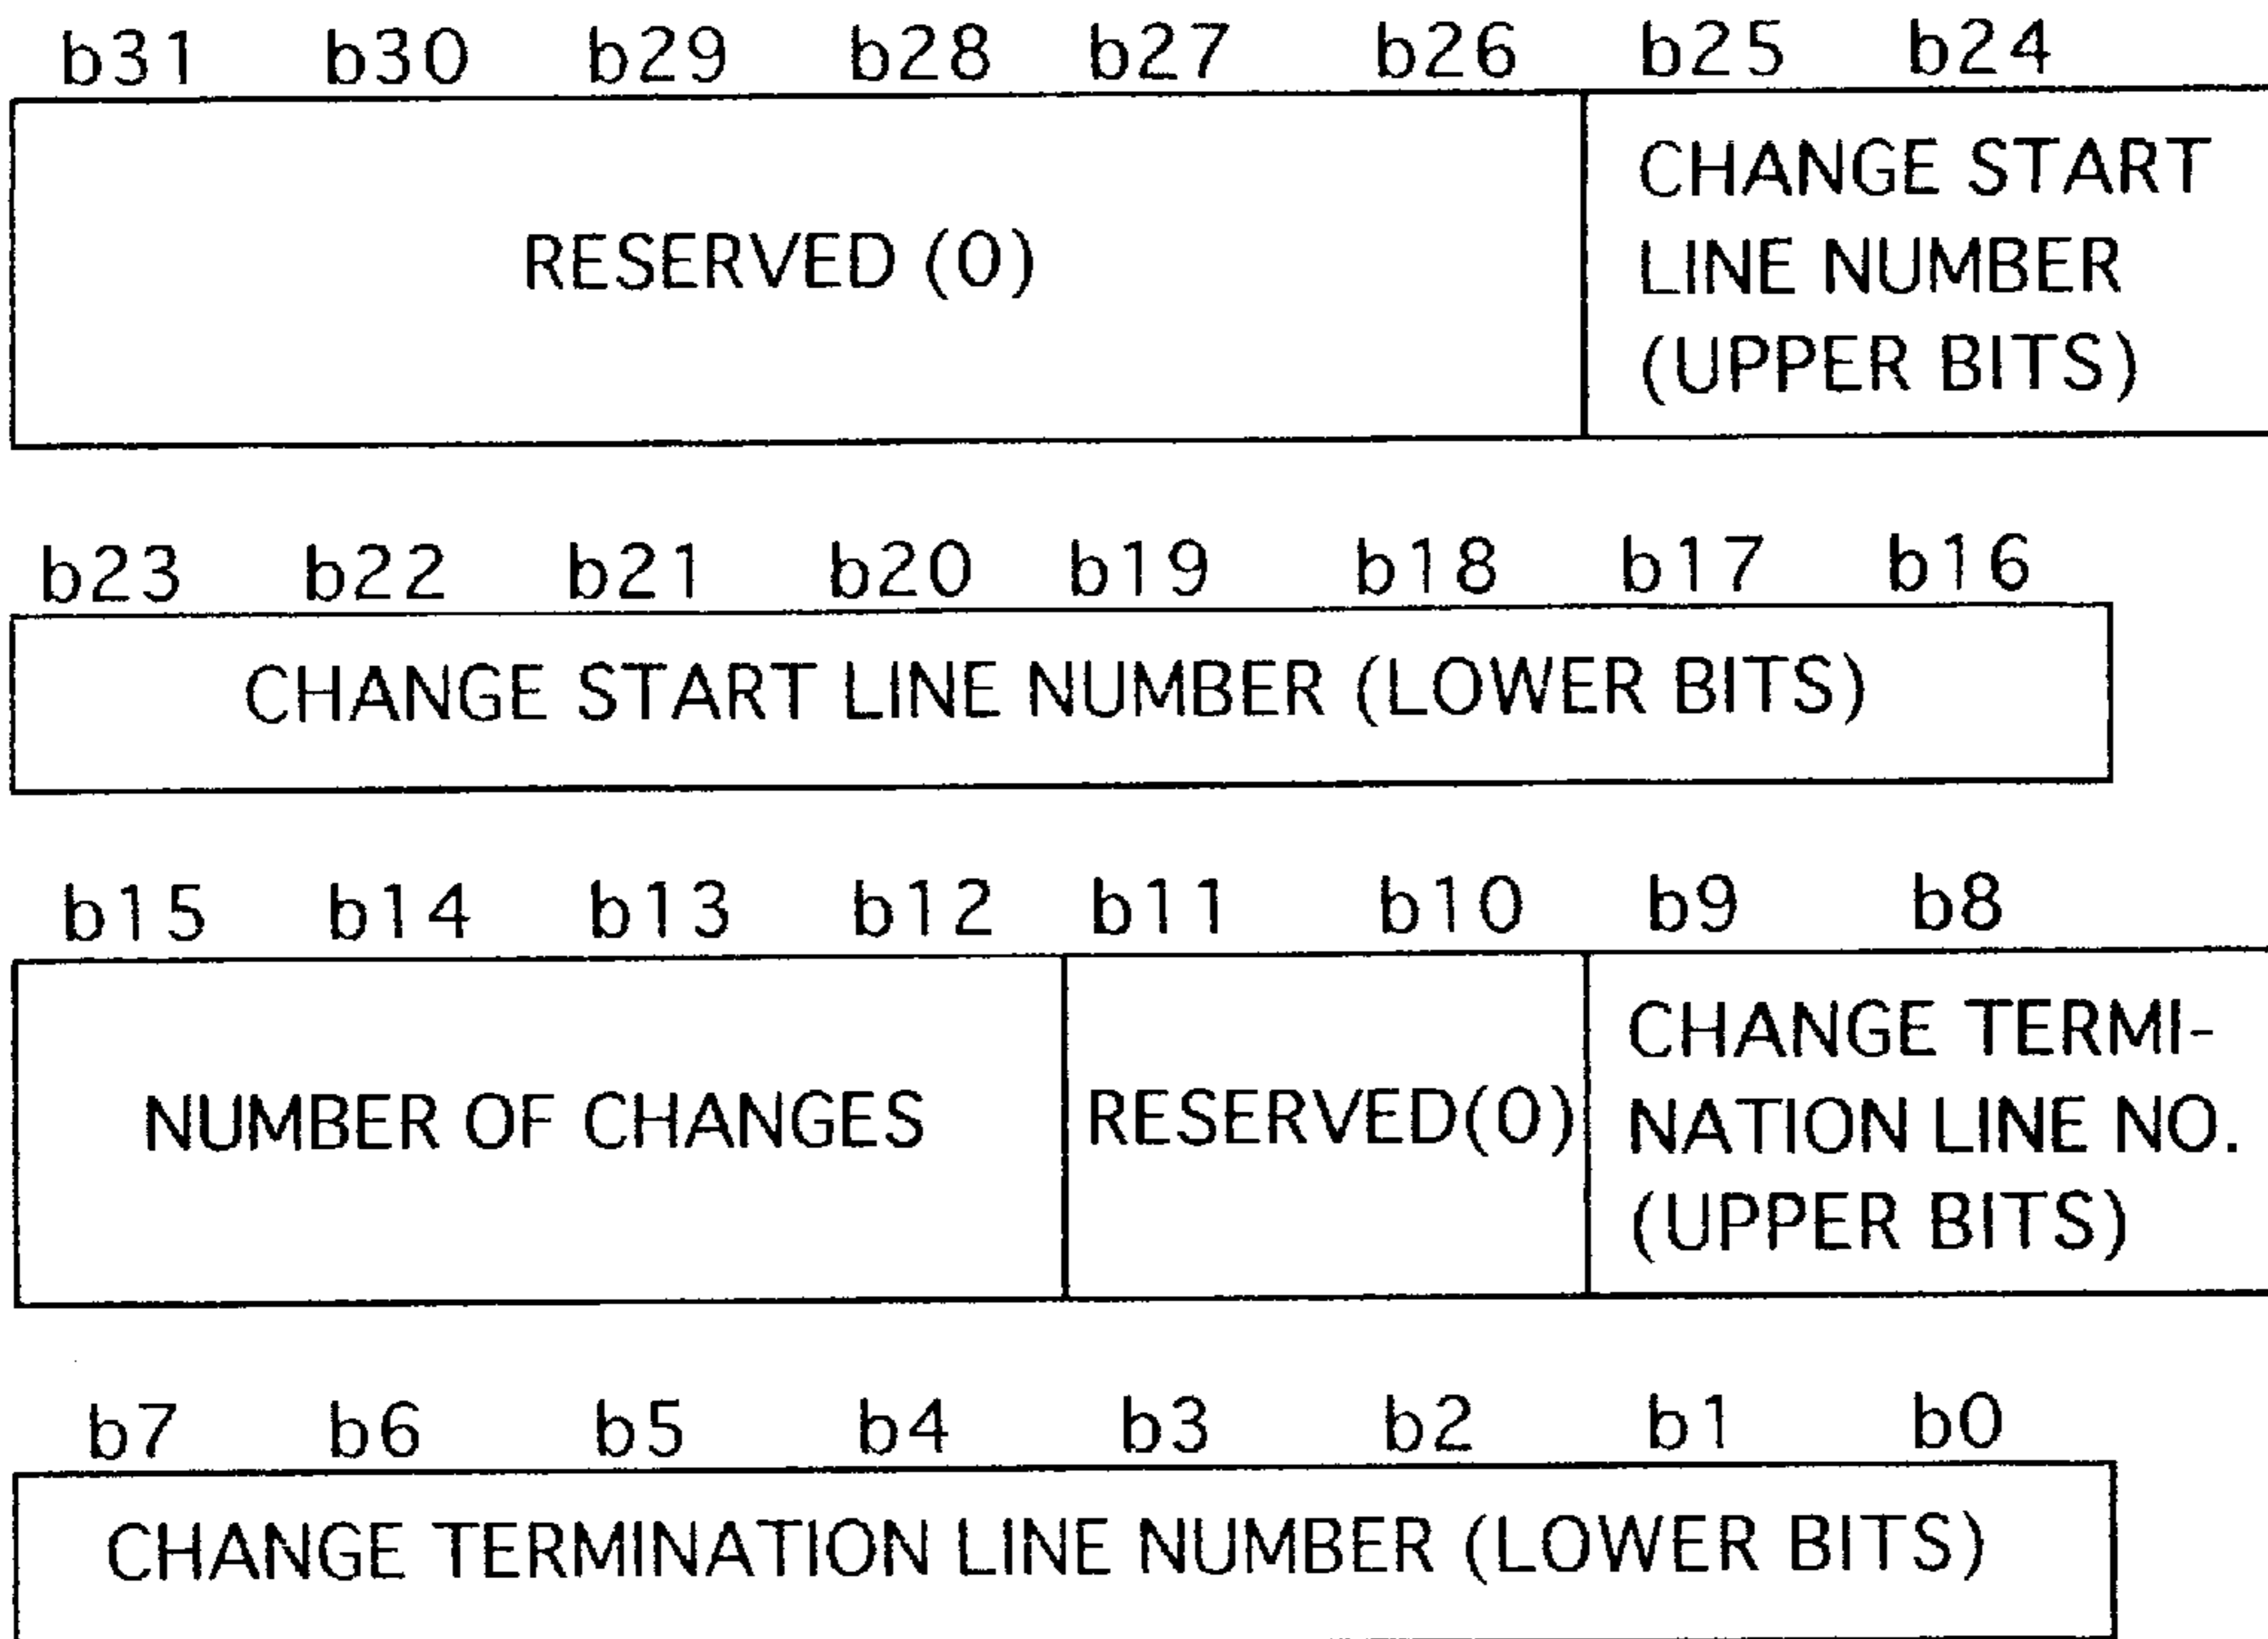 b31 b30 b29 b28 b27 b26 b25 b24
RESERVED (0)
CHANGE START
LINE NUMBER
(UPPER BITS)
b23 b22 b21 b20 b19 b18 b17 b16
CHANGE START LINE NUMBER (LOWER BITS)
b15 b14 b13 b12 b11 b10 b9 b8
NUMBER OF CHANGES
RESERVED(0)
CHANGE TERMI-
NATION LINE NO.
(UPPER BITS)
b7 b6 b5 b4 b3 b2 b1 b0
CHANGE TERMINATION LINE NUMBER (LOWER BITS)